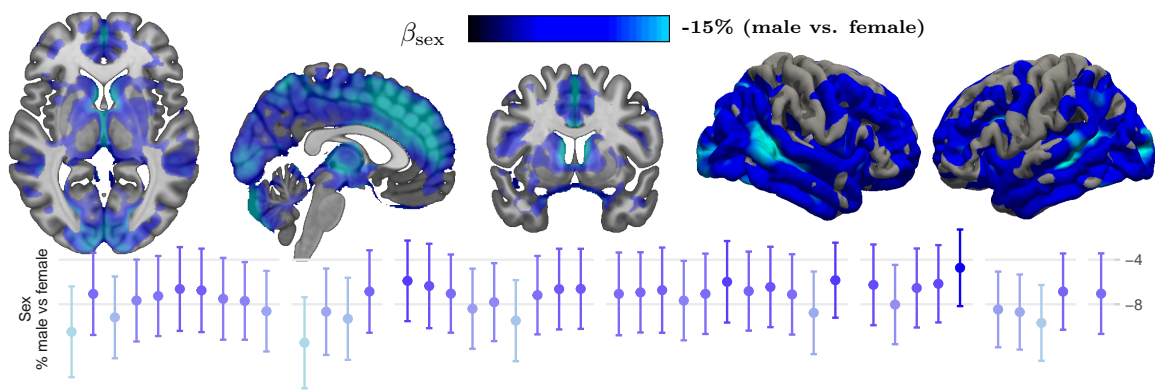 βsex
-15% (male vs. female)
Sex
% male vs female
−4
−8